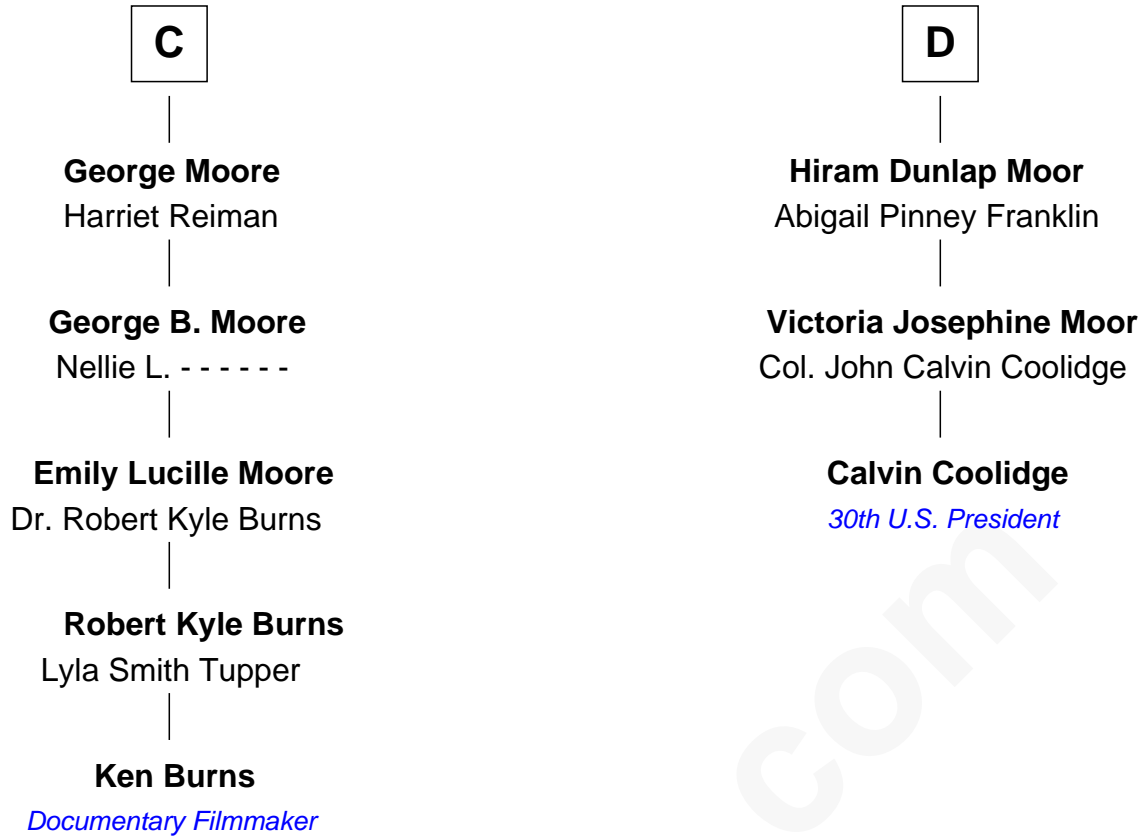 C
George Moore
Harriet Reiman
George B. Moore
Nellie L. - - - - - -
Emily Lucille Moore
Dr. Robert Kyle Burns
Robert Kyle Burns
Lyla Smith Tupper
Ken Burns
Documentary Filmmaker
D
Hiram Dunlap Moor
Abigail Pinney Franklin
Victoria Josephine Moor
Col. John Calvin Coolidge
Calvin Coolidge
30th U.S. President
com